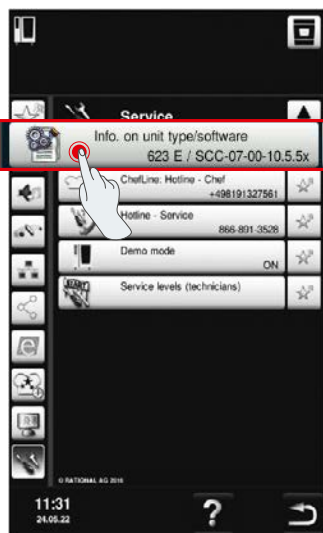 Service
Info. on unit type/software
623 E / SCC-07-00-10.5.5x
ChefLine: Hotline - Chef
+498191327561
Hotline - Service
866-891-3528
Demo mode
ON
Service levels (technicians)
© RATIONAL AG 2016
11:31
24.05.22
?